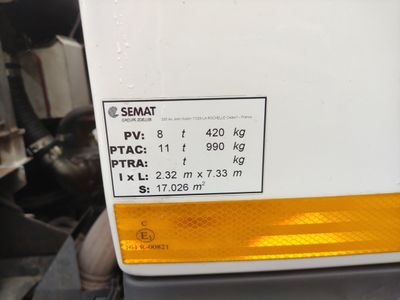 SEMAT
GROUPE ZOELLER
PV: 8 t 420 kg
PTAC: 11 t 990 kg
PTRA: t kg
l x L: 2.32 m x 7.33 m
S: 17.026 m²
C
E